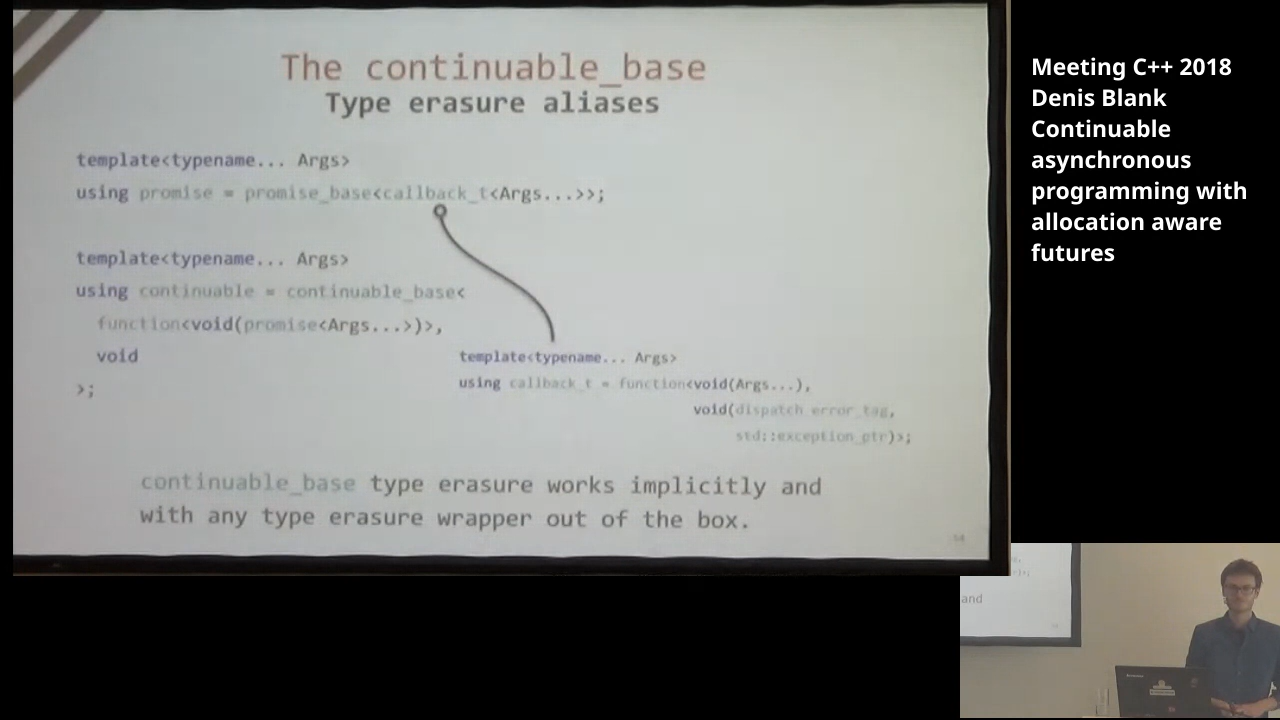 The continuable_base
Type erasure aliases
template<typename... Args>
using promise = promise_base<callback_t<Args...>>;
template<typename... Args>
using continuable = continuable_base<
function<void(promise<Args...>)>,
void
>;
template<typename... Args>
using callback_t = function<void(Args...),
void(dispatch_error_tag,
std::exception_ptr)>;
continuable_base type erasure works implicitly and
with any type erasure wrapper out of the box.
Meeting C++ 2018
Denis Blank
Continuable
asynchronous
programming with
allocation aware
futures
and